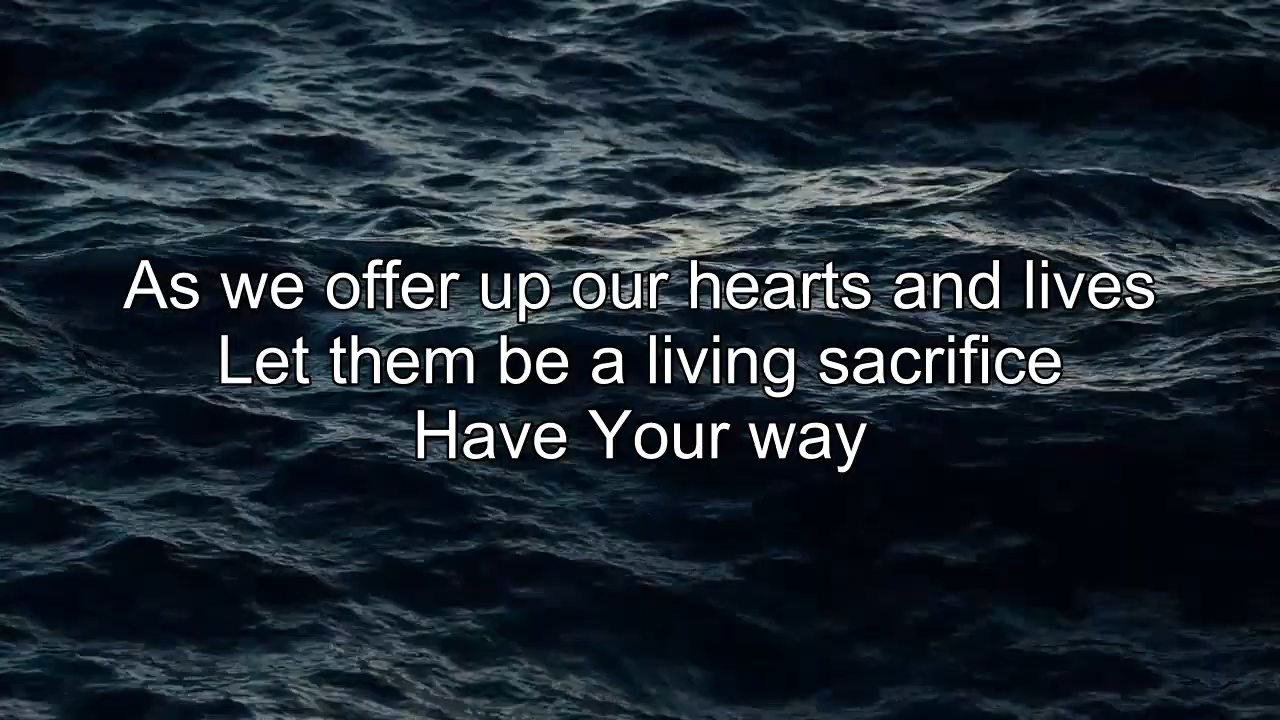 As we offer up our hearts and lives
Let them be a living sacrifice
Have Your way